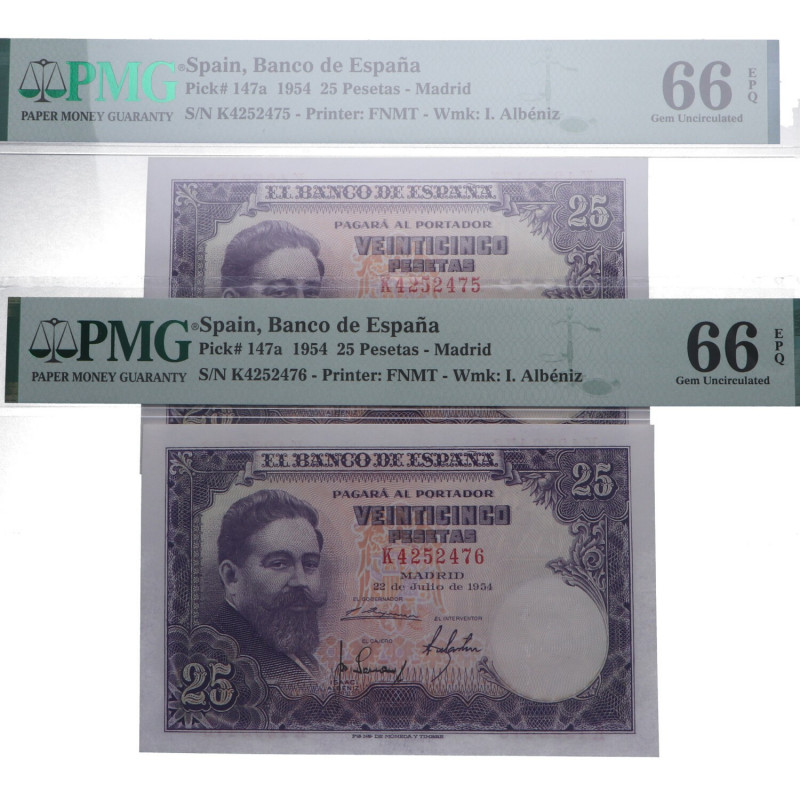 PMG® Spain, Banco de España
Pick# 147a 1954 25 Pesetas - Madrid
PAPER MONEY GUARANTY S/N K4252475 - Printer: FNMT - Wmk: I. Albéniz
66 EPQ
Gem Uncirculated
EL BANCO DE ESPAÑA
25
PAGARÁ AL PORTADOR
VEINTICINCO
PESETAS
K4252475
PMG® Spain, Banco de España
Pick# 147a 1954 25 Pesetas - Madrid
PAPER MONEY GUARANTY S/N K4252476 - Printer: FNMT - Wmk: I. Albéniz
66 EPQ
Gem Uncirculated
EL BANCO DE ESPAÑA
25
PAGARÁ AL PORTADOR
VEINTICINCO
PESETAS
K4252476
MADRID
22 de Julio de 1954
EL GOBERNADOR
EL INTERVENTOR
EL CAJERO
25
ISAAC
ALBENIZ